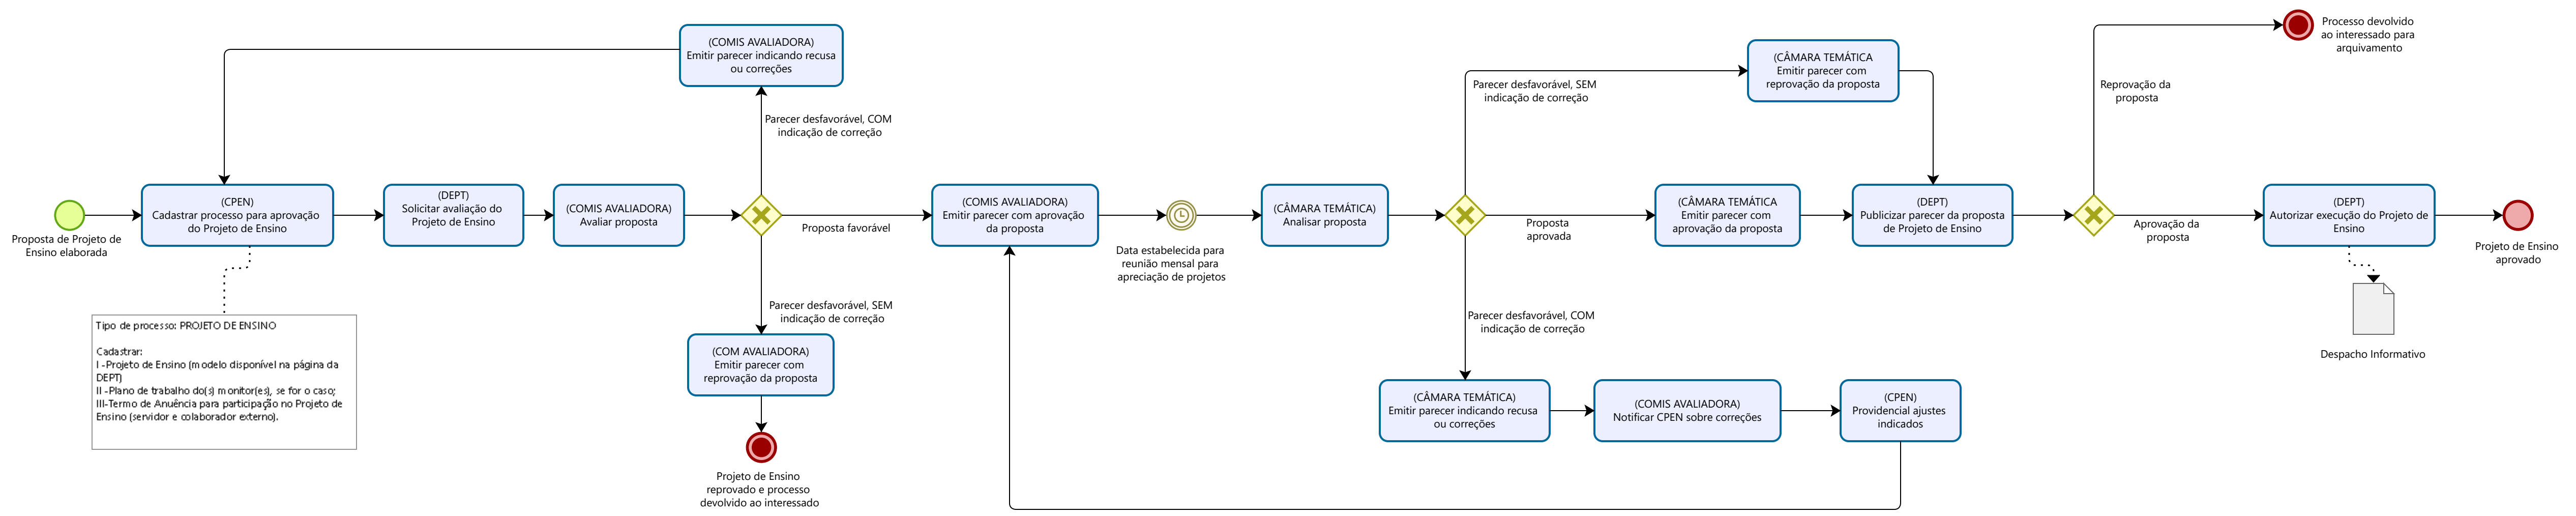 Proposta de Projeto de
Ensino elaborada
(CPEN)
Cadastrar processo para aprovação
do Projeto de Ensino
Tipo de processo: PROJETO DE ENSINO
Cadastrar:
I -Projeto de Ensino (modelo disponível na página da
DEPT)
II -Plano de trabalho do(s) monitor(es), se for o caso;
III-Termo de Anuência para participação no Projeto de
Ensino (servidor e colaborador externo).
(DEPT)
Solicitar avaliação do
Projeto de Ensino
(COMIS AVALIADORA)
Avaliar proposta
(COMIS AVALIADORA)
Emitir parecer indicando recusa
ou correções
Parecer desfavorável, COM
indicação de correção
Proposta favorável
Parecer desfavorável, SEM
indicação de correção
(COM AVALIADORA)
Emitir parecer com
reprovação da proposta
Projeto de Ensino
reprovado e processo
devolvido ao interessado
(COMIS AVALIADORA)
Emitir parecer com aprovação
da proposta
Data estabelecida para
reunião mensal para
apreciação de projetos
(CÂMARA TEMÁTICA)
Analisar proposta
Parecer desfavorável, SEM
indicação de correção
(CÂMARA TEMÁTICA
Emitir parecer com
reprovação da proposta
Proposta
aprovada
(CÂMARA TEMÁTICA
Emitir parecer com
aprovação da proposta
Parecer desfavorável, COM
indicação de correção
(CÂMARA TEMÁTICA)
Emitir parecer indicando recusa
ou correções
(COMIS AVALIADORA)
Notificar CPEN sobre correções
(CPEN)
Providencial ajustes
indicados
(DEPT)
Publicizar parecer da proposta
de Projeto de Ensino
Reprovação da
proposta
Processo devolvido
ao interessado para
arquivamento
Aprovação da
proposta
(DEPT)
Autorizar execução do Projeto de
Ensino
Despacho Informativo
Projeto de Ensino
aprovado